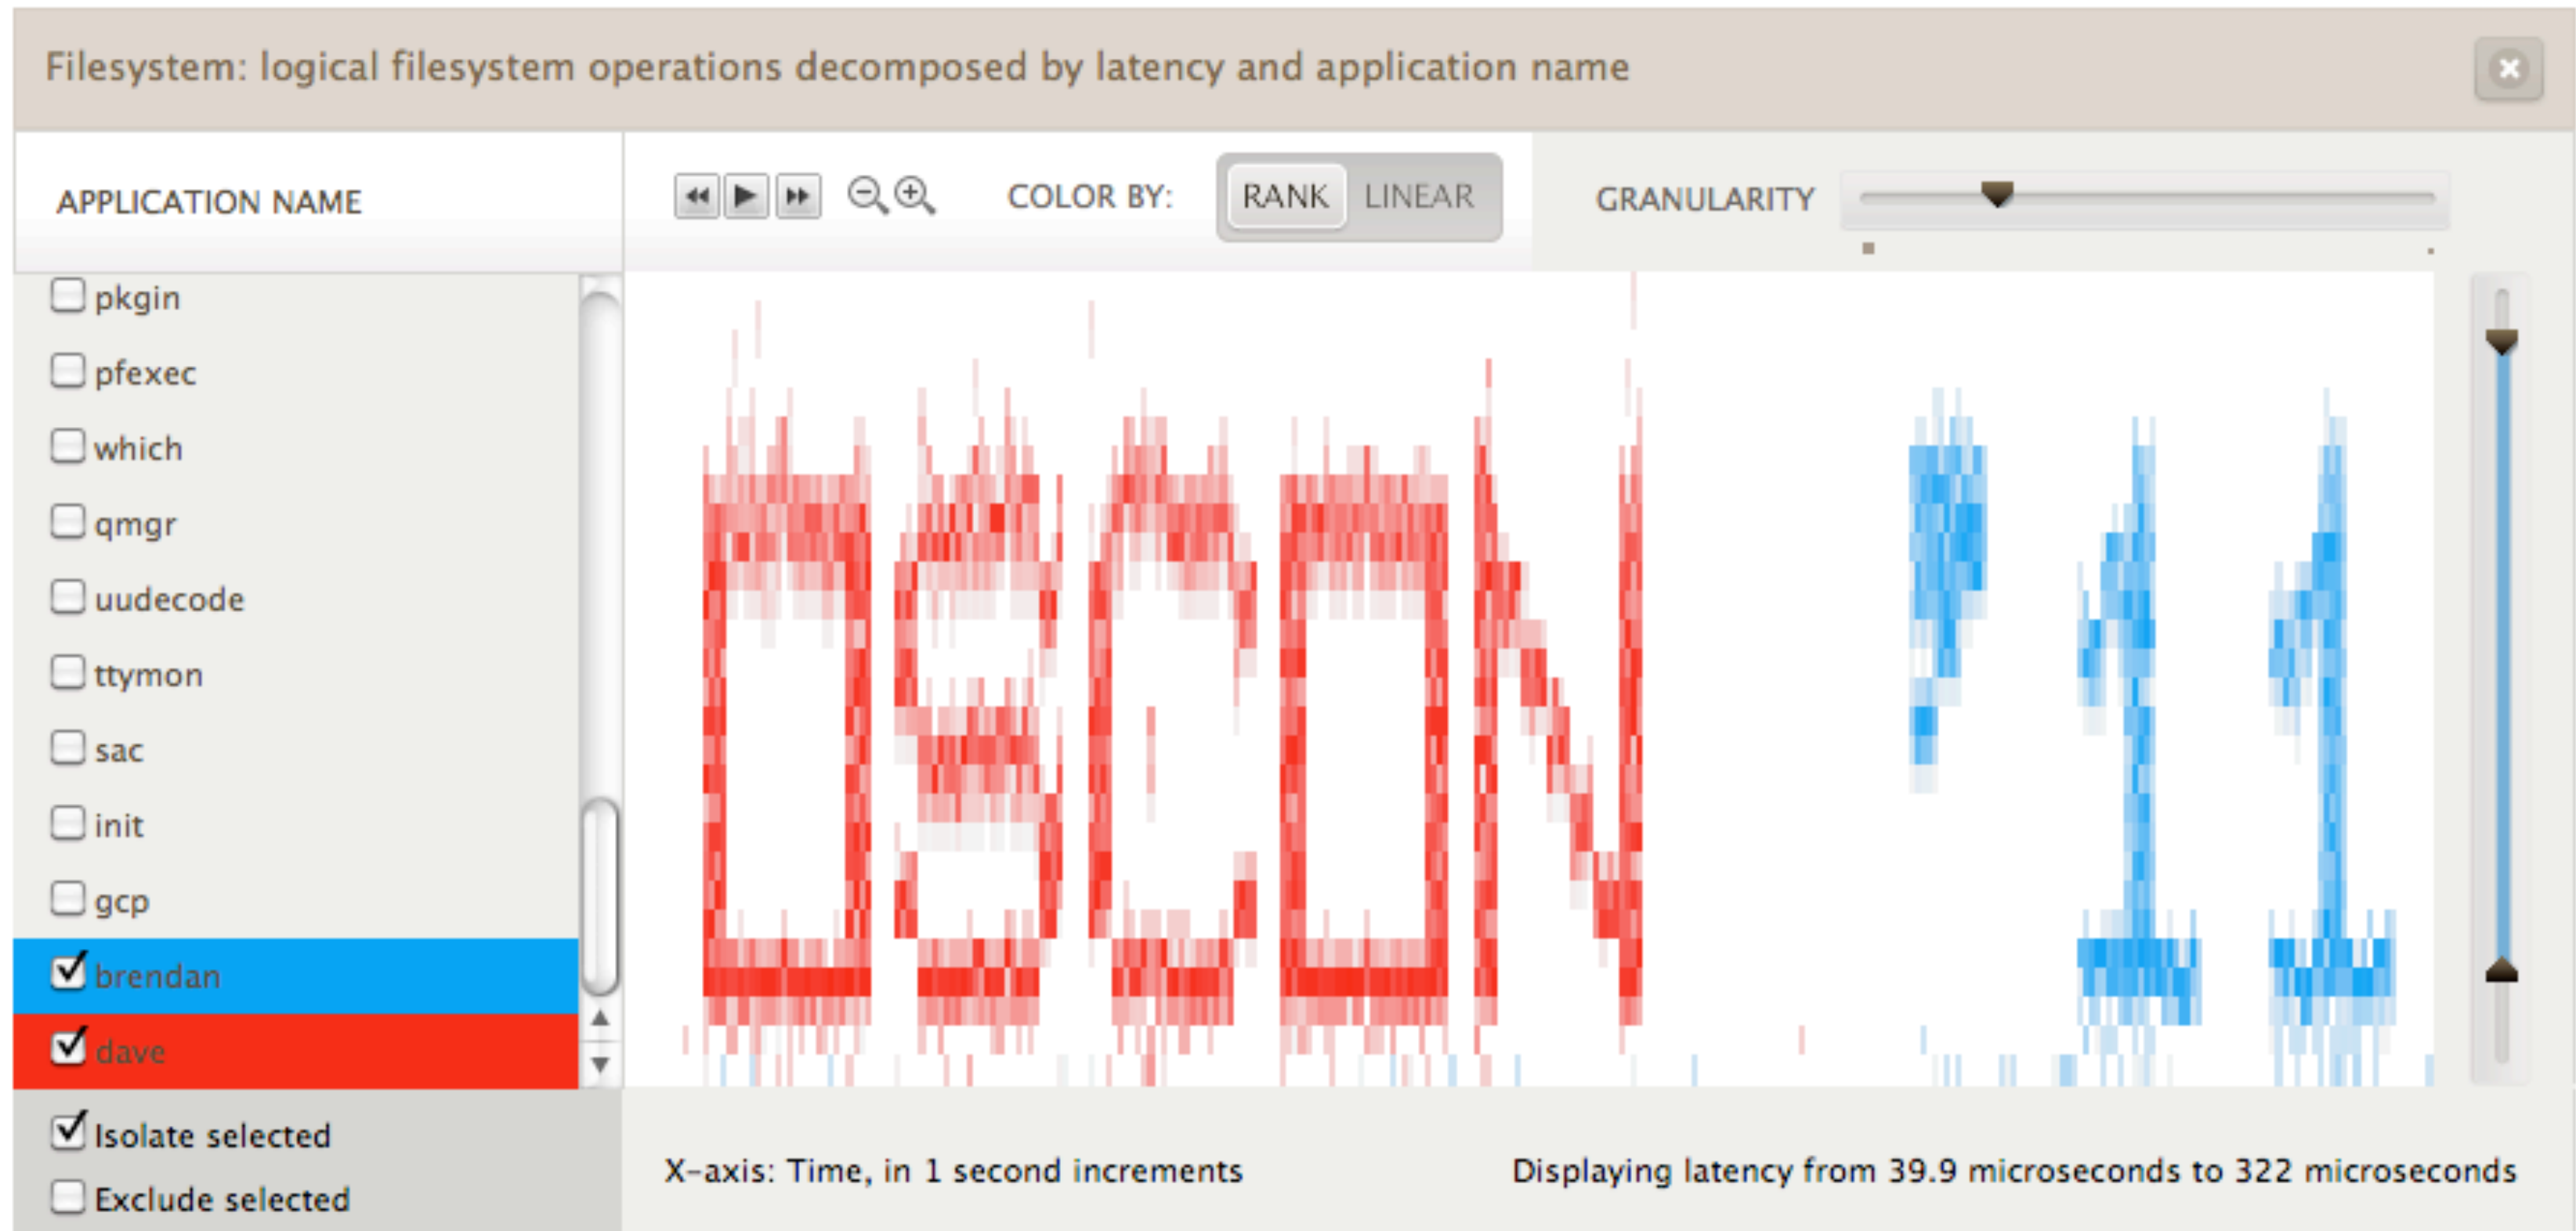 Filesystem: logical filesystem operations decomposed by latency and application name
APPLICATION NAME
COLOR BY: RANK LINEAR
GRANULARITY
pkgin
pfexec
which
qmgr
uudecode
ttymon
sac
init
gcp
brendan
dave
Isolate selected
Exclude selected
OSCON '11
X-axis: Time, in 1 second increments
Displaying latency from 39.9 microseconds to 322 microseconds